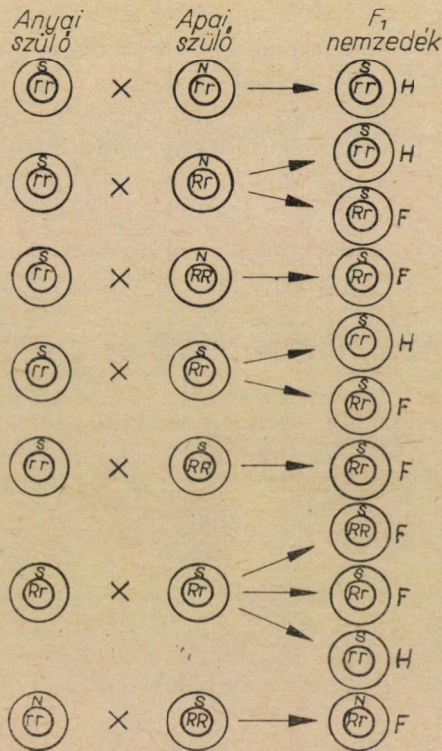 Anyai Apai F₁
szülő szülő nemzedék
S N S
rr × rr rr H
S
rr H
S N
rr × Rr
S
Rr F
S N S
rr × RR Rr F
S
rr H
S S
rr × Rr
S
Rr F
S S S
rr × RR Rr F
S
RR F
S S S
Rr × Rr Rr F
S
rr H
N S N
rr × RR Rr F